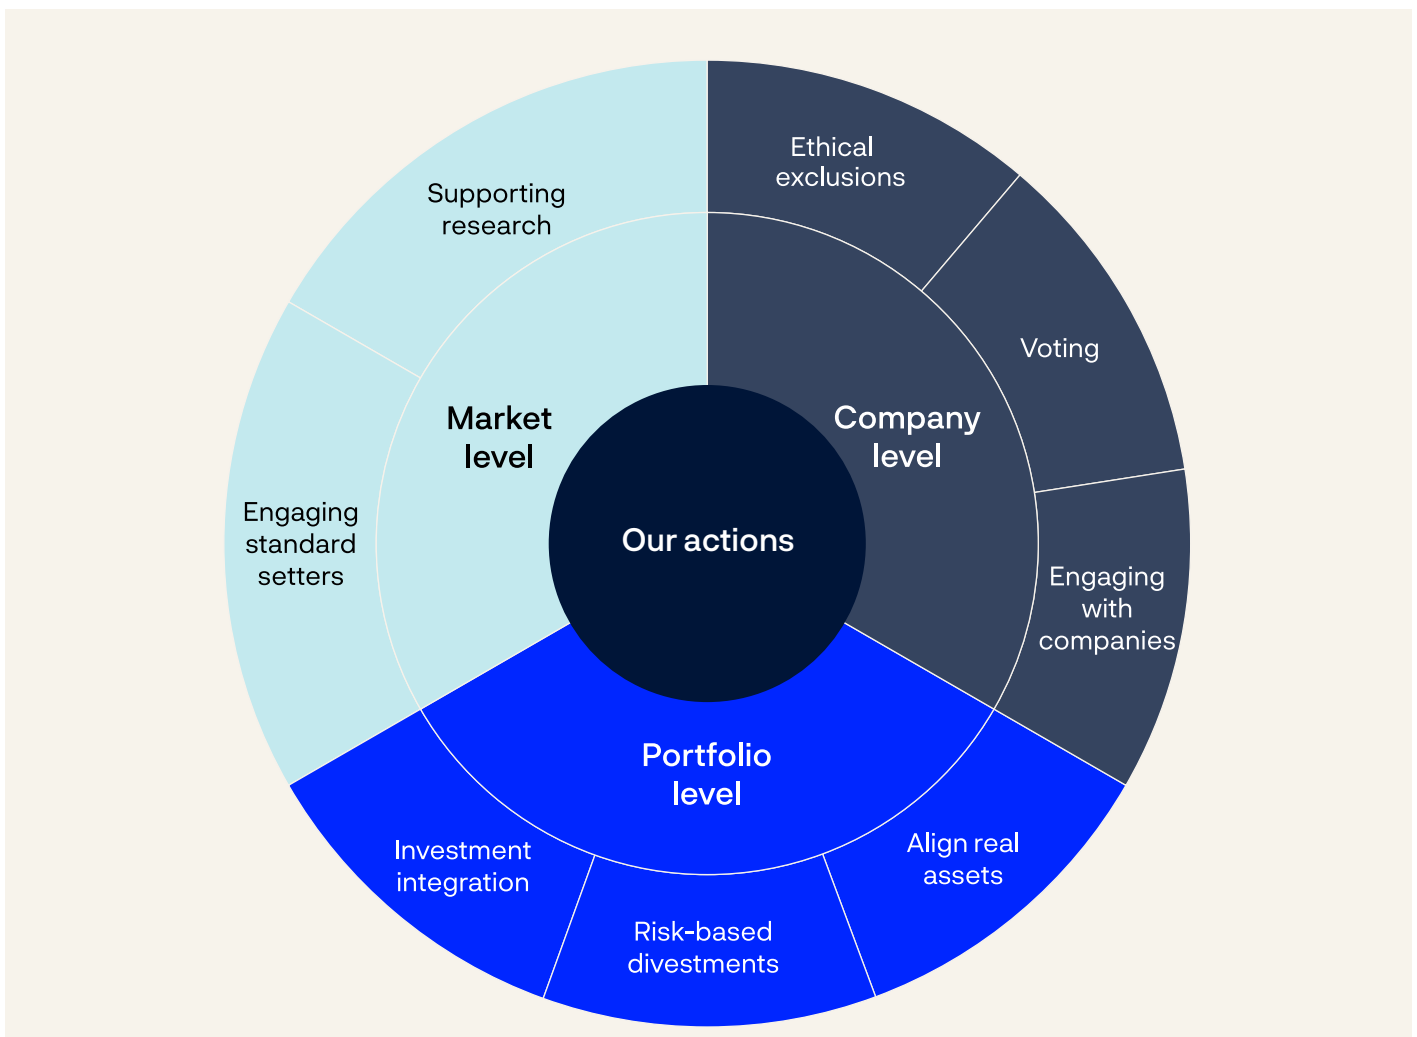 Our actions
Market
level
Supporting
research
Engaging
standard
setters
Company
level
Ethical
exclusions
Voting
Engaging
with
companies
Portfolio
level
Align real
assets
Risk-based
divestments
Investment
integration